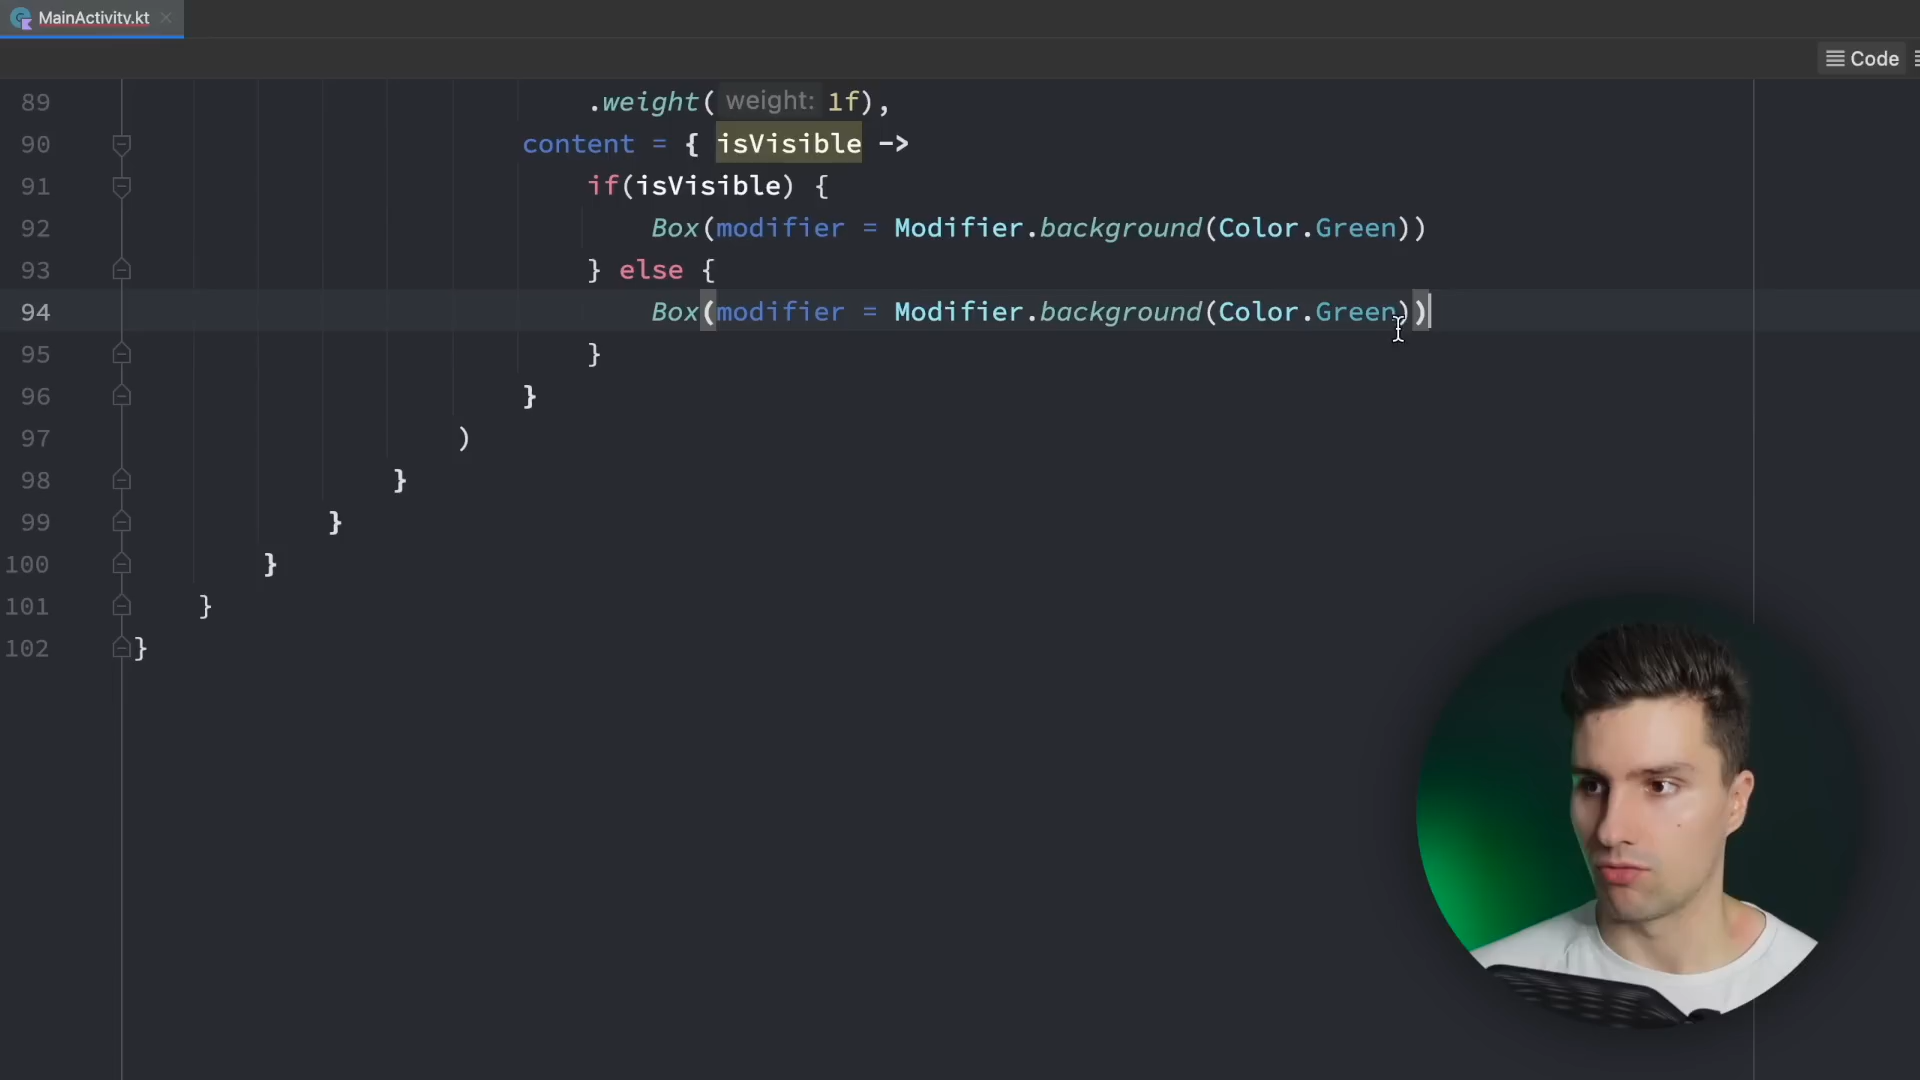 MainActivity.kt
Code
89 .weight( weight: 1f),
90 content = { isVisible ->
91 if(isVisible) {
92 Box(modifier = Modifier.background(Color.Green))
93 } else {
94 Box(modifier = Modifier.background(Color.Green))
95 }
96 }
97 )
98 }
99 }
100 }
101 }
102 }